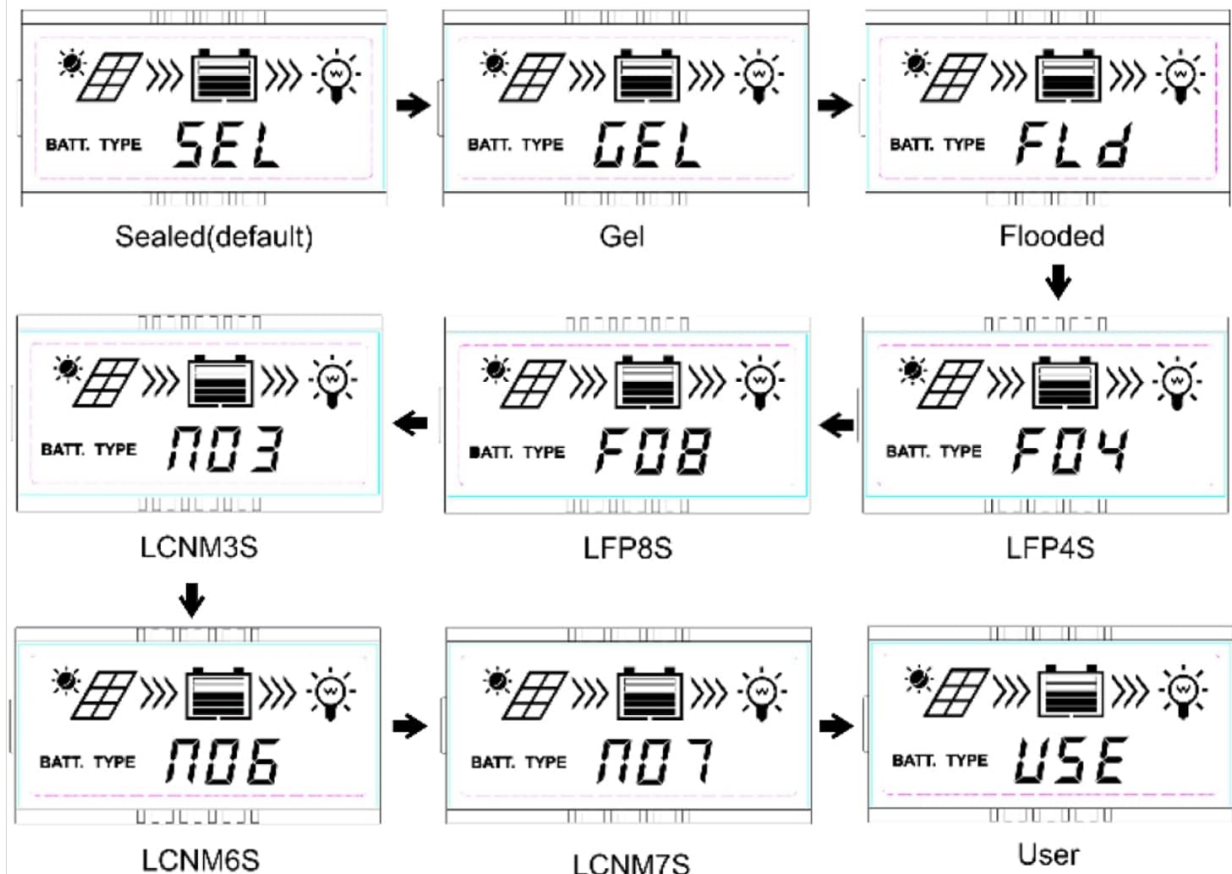 BATT. TYPE SEL
Sealed(default)
BATT. TYPE GEL
Gel
BATT. TYPE FLd
Flooded
BATT. TYPE F04
LFP4S
BATT. TYPE F08
LFP8S
BATT. TYPE n03
LCNM3S
BATT. TYPE n06
LCNM6S
BATT. TYPE n07
LCNM7S
BATT. TYPE USE
User